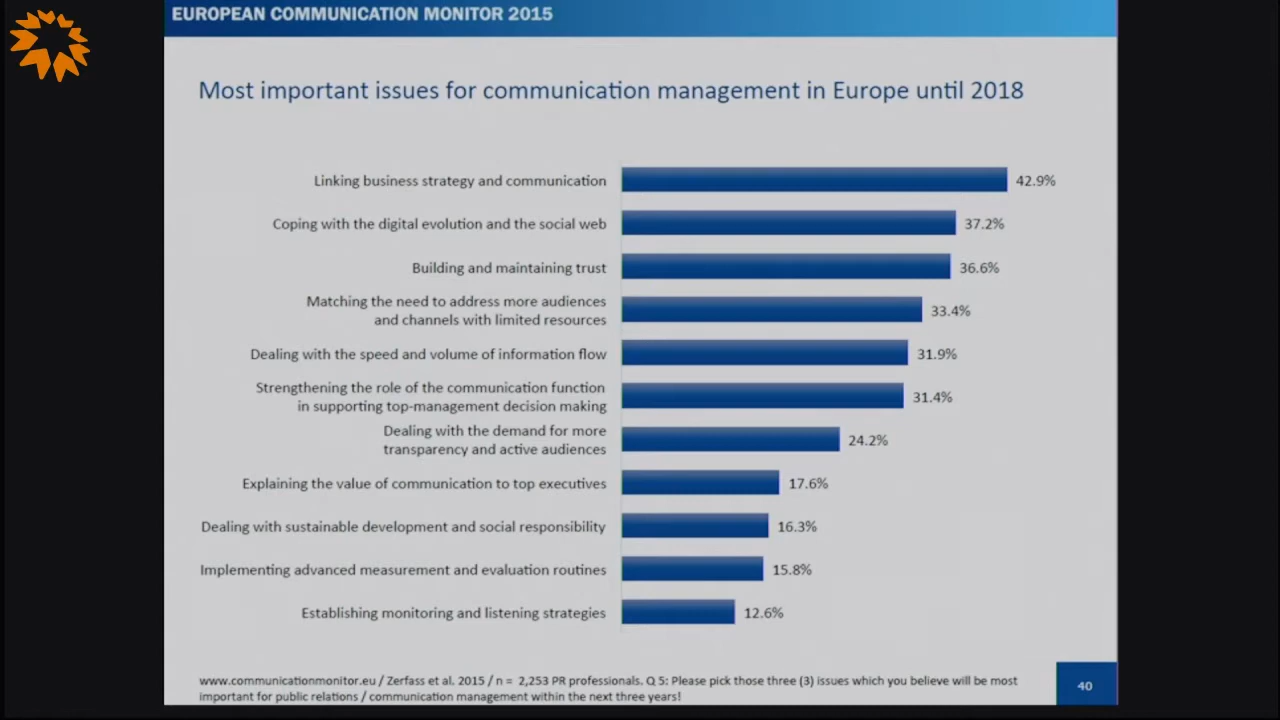 EUROPEAN COMMUNICATION MONITOR 2015
Most important issues for communication management in Europe until 2018
Linking business strategy and communication 42.9%
Coping with the digital evolution and the social web 37.2%
Building and maintaining trust 36.6%
Matching the need to address more audiences
and channels with limited resources 33.4%
Dealing with the speed and volume of information flow 31.9%
Strengthening the role of the communication function
in supporting top-management decision making 31.4%
Dealing with the demand for more
transparency and active audiences 24.2%
Explaining the value of communication to top executives 17.6%
Dealing with sustainable development and social responsibility 16.3%
Implementing advanced measurement and evaluation routines 15.8%
Establishing monitoring and listening strategies 12.6%
www.communicationmonitor.eu / Zerfass et al. 2015 / n = 2,253 PR professionals. Q 5: Please pick those three (3) issues which you believe will be most
important for public relations / communication management within the next three years!
40